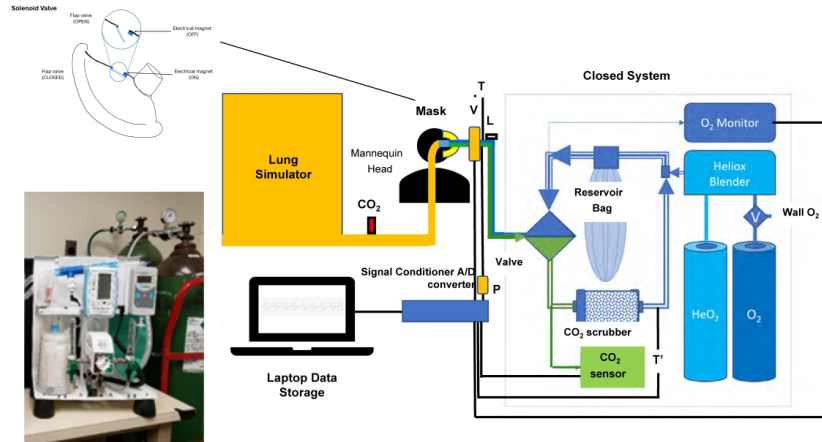 Solenoid Valve
Flap valve
(OPEN)
Electrical magnet
(OFF)
Flap valve
(CLOSED)
Electrical magnet
(ON)
Closed System
T
V
L
Mask
O₂ Monitor
Lung
Simulator
Mannequin
Head
Heliox
Blender
Reservoir
Bag
CO₂
Wall O₂
V
Valve
Signal Conditioner A/D
converter
P
CO₂ scrubber
HeO₂
O₂
CO₂
sensor
T'
Laptop Data
Storage